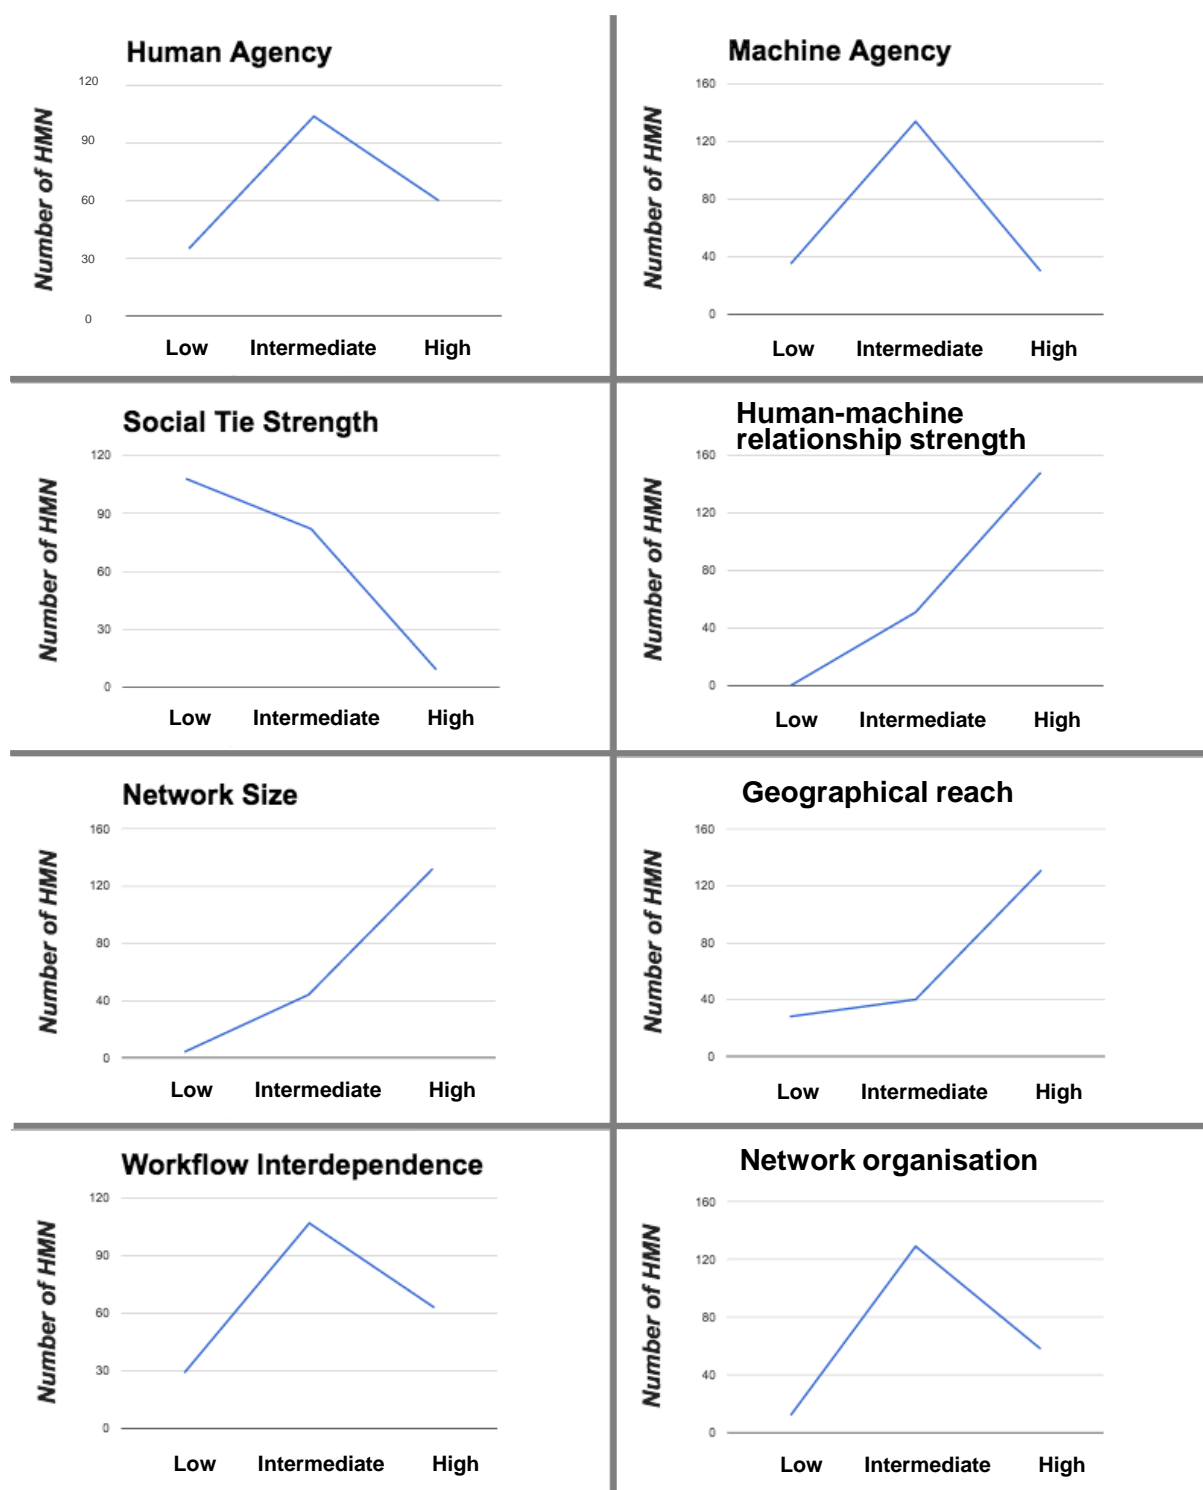 Human Agency
Number of HMN
120
90
60
30
0
Low Intermediate High
Machine Agency
Number of HMN
160
120
80
40
0
Low Intermediate High
Social Tie Strength
Number of HMN
120
90
60
30
0
Low Intermediate High
Human-machine
relationship strength
Number of HMN
160
120
80
40
0
Low Intermediate High
Network Size
Number of HMN
160
120
80
40
0
Low Intermediate High
Geographical reach
Number of HMN
160
120
80
40
0
Low Intermediate High
Workflow Interdependence
Number of HMN
120
90
60
30
0
Low Intermediate High
Network organisation
Number of HMN
160
120
80
40
0
Low Intermediate High